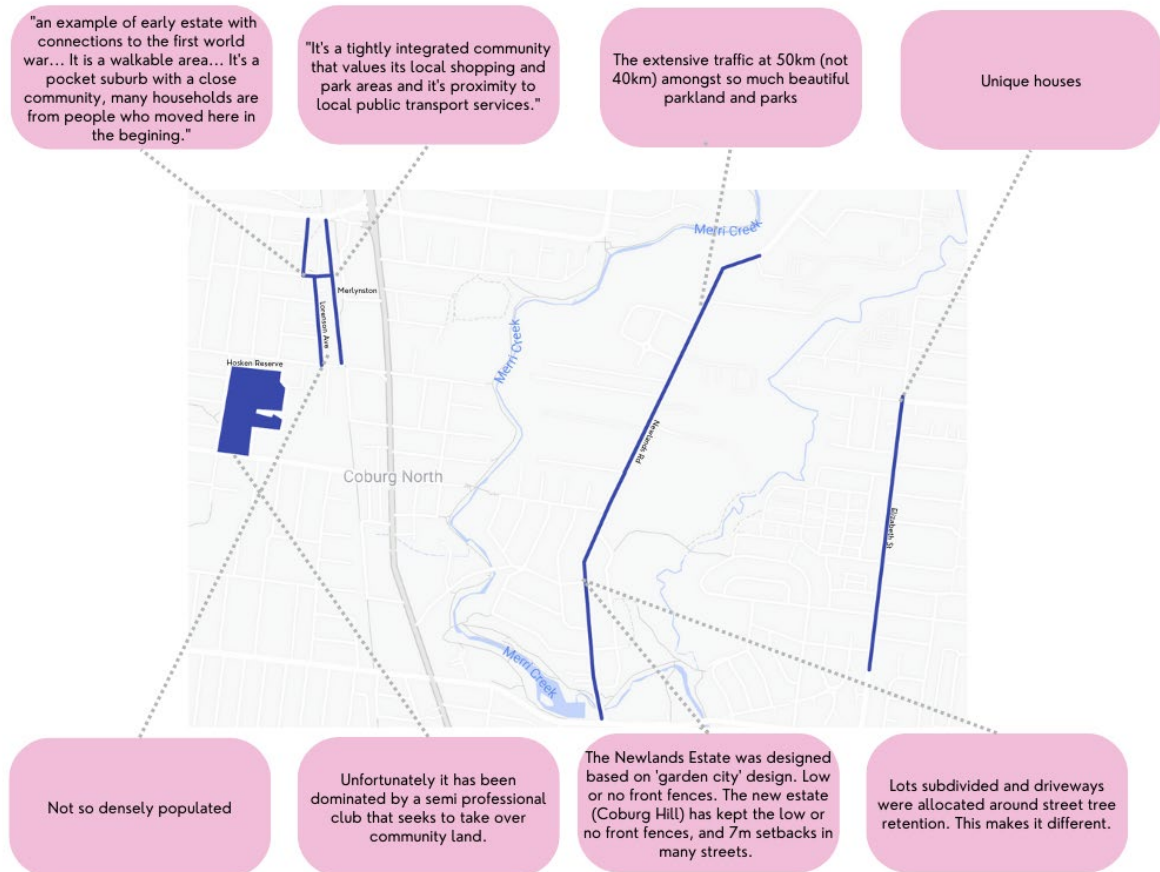 "an example of early estate with
connections to the first world
war... It is a walkable area... It's a
pocket suburb with a close
community, many households are
from people who moved here in
the begining."
"It's a tightly integrated community
that values its local shopping and
park areas and it's proximity to
local public transport services."
The extensive traffic at 50km (not
40km) amongst so much beautiful
parkland and parks
Unique houses
Merri Creek
Merlynston
Lorenson Ave
Merri Creek
Hosken Reserve
Newlands Rd
Coburg North
Elizabeth St
Merri Creek
Not so densely populated
Unfortunately it has been
dominated by a semi professional
club that seeks to take over
community land.
The Newlands Estate was designed
based on 'garden city' design. Low
or no front fences. The new estate
(Coburg Hill) has kept the low or
no front fences, and 7m setbacks in
many streets.
Lots subdivided and driveways
were allocated around street tree
retention. This makes it different.